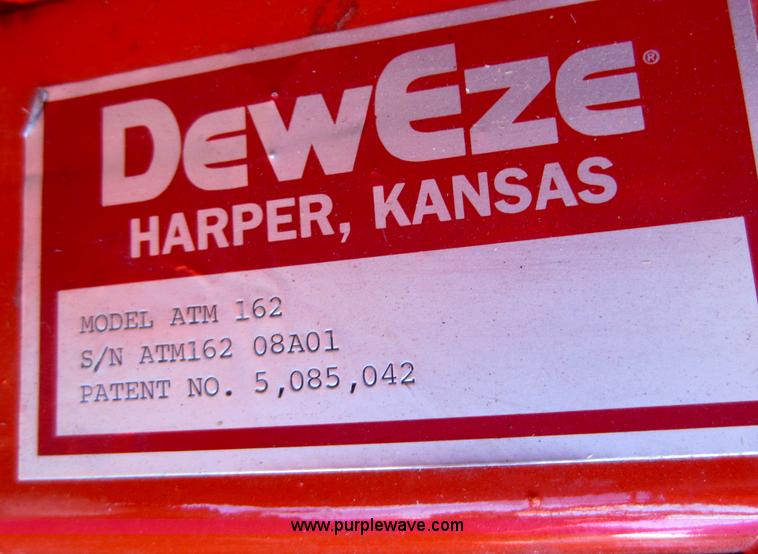 DewEze®
HARPER, KANSAS
MODEL ATM 162
S/N ATM162 08A01
PATENT NO. 5,085,042
www.purplewave.com